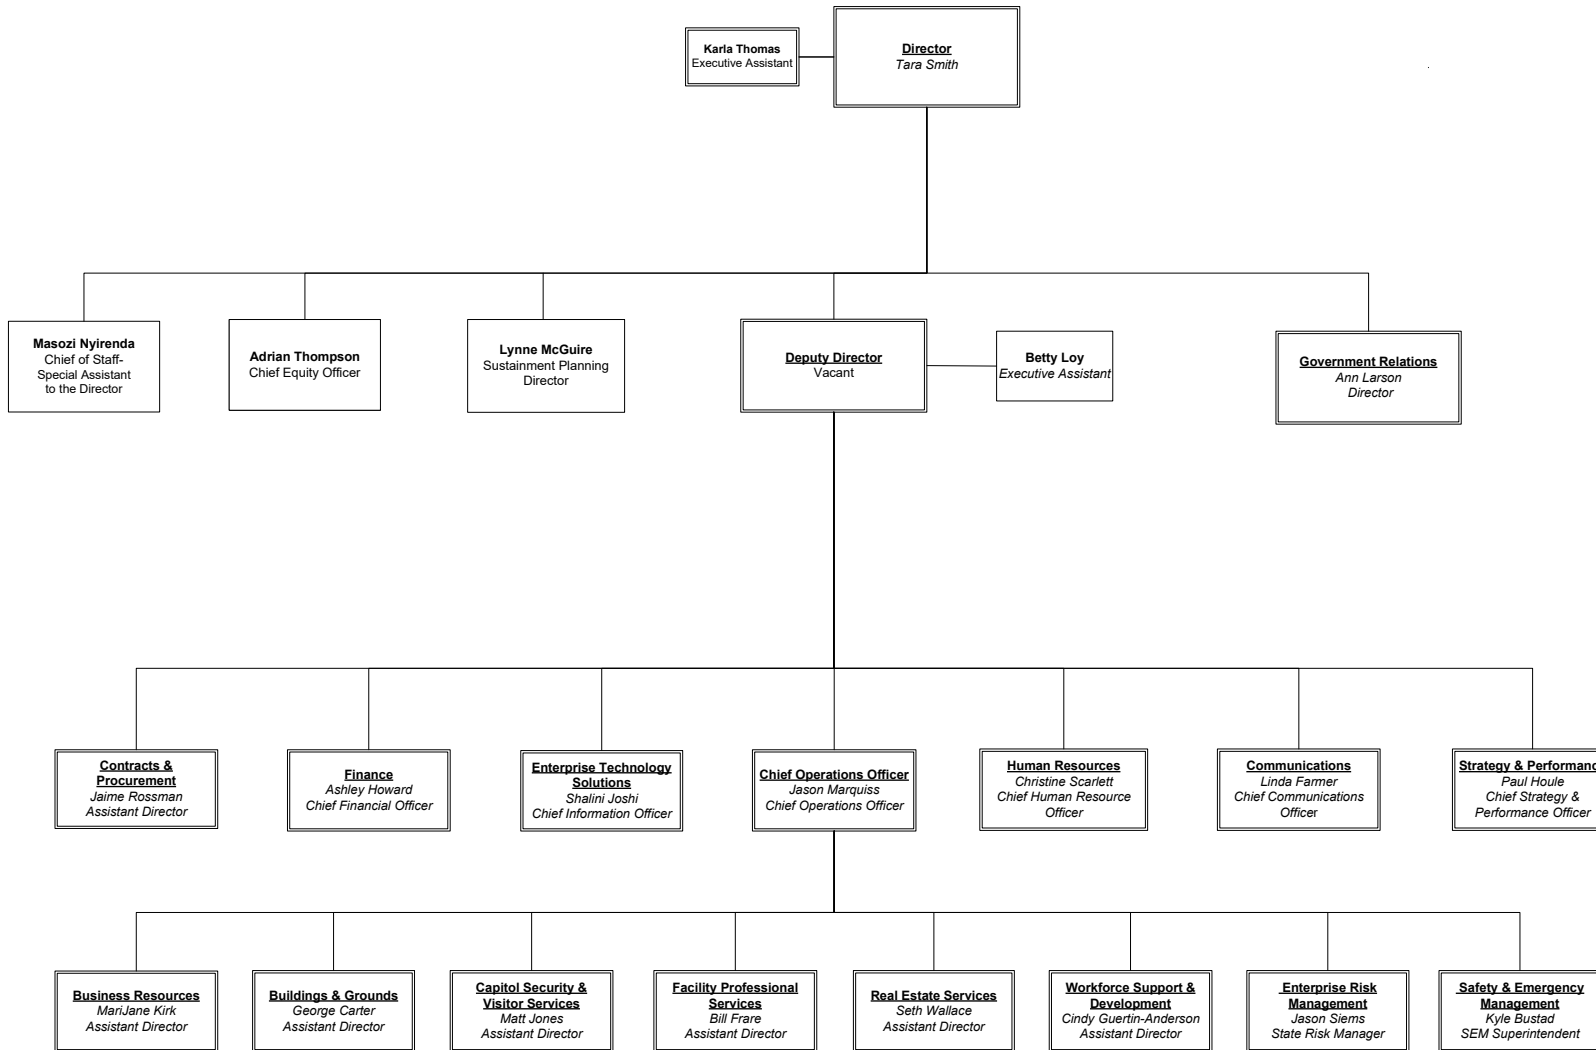 Karla Thomas
Executive Assistant
Director
Tara Smith
Masozi Nyirenda
Chief of Staff-
Special Assistant
to the Director
Adrian Thompson
Chief Equity Officer
Lynne McGuire
Sustainment Planning
Director
Deputy Director
Vacant
Betty Loy
Executive Assistant
Government Relations
Ann Larson
Director
Contracts &
Procurement
Jaime Rossman
Assistant Director
Finance
Ashley Howard
Chief Financial Officer
Enterprise Technology
Solutions
Shalini Joshi
Chief Information Officer
Chief Operations Officer
Jason Marquiss
Chief Operations Officer
Human Resources
Christine Scarlett
Chief Human Resource
Officer
Communications
Linda Farmer
Chief Communications
Officer
Strategy & Performanc
Paul Houle
Chief Strategy &
Performance Officer
Business Resources
MariJane Kirk
Assistant Director
Buildings & Grounds
George Carter
Assistant Director
Capitol Security &
Visitor Services
Matt Jones
Assistant Director
Facility Professional
Services
Bill Frare
Assistant Director
Real Estate Services
Seth Wallace
Assistant Director
Workforce Support &
Development
Cindy Guertin-Anderson
Assistant Director
Enterprise Risk
Management
Jason Siems
State Risk Manager
Safety & Emergency
Management
Kyle Bustad
SEM Superintendent